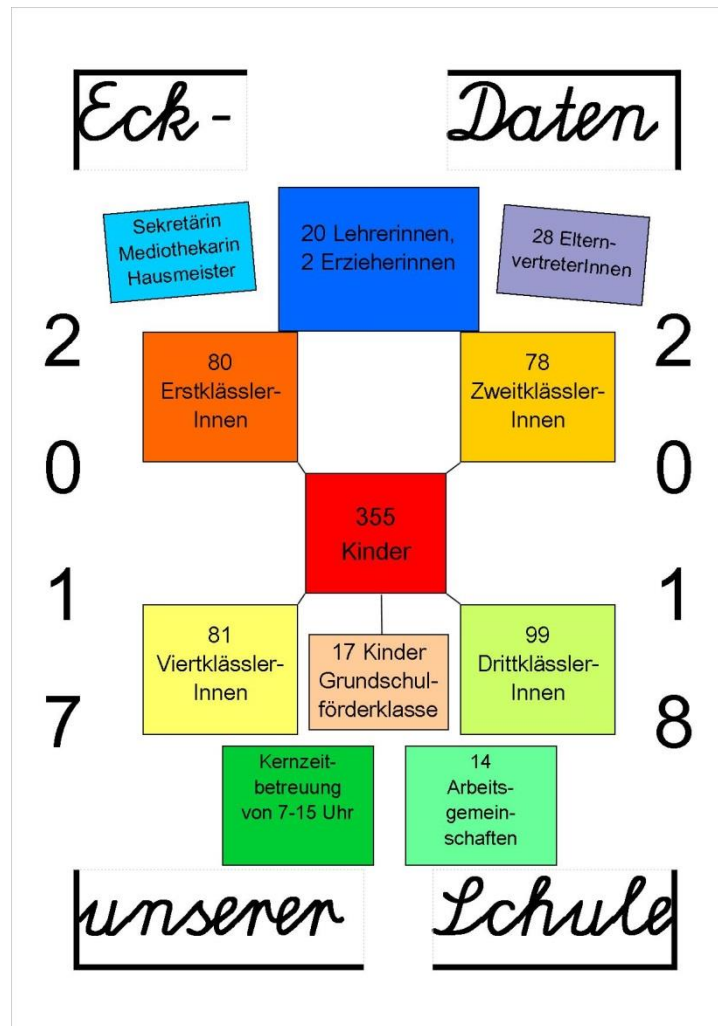 Eck- Daten
Sekretärin
Mediothekarin
Hausmeister
20 Lehrerinnen,
2 Erzieherinnen
28 Eltern-
vertreterInnen
2
0
1
7
2
0
1
8
80
Erstklässler-
Innen
78
Zweitklässler-
Innen
355
Kinder
81
Viertklässler-
Innen
17 Kinder
Grundschul-
förderklasse
99
Drittklässler-
Innen
Kernzeit-
betreuung
von 7-15 Uhr
14
Arbeits-
gemein-
schaften
unserer Schule